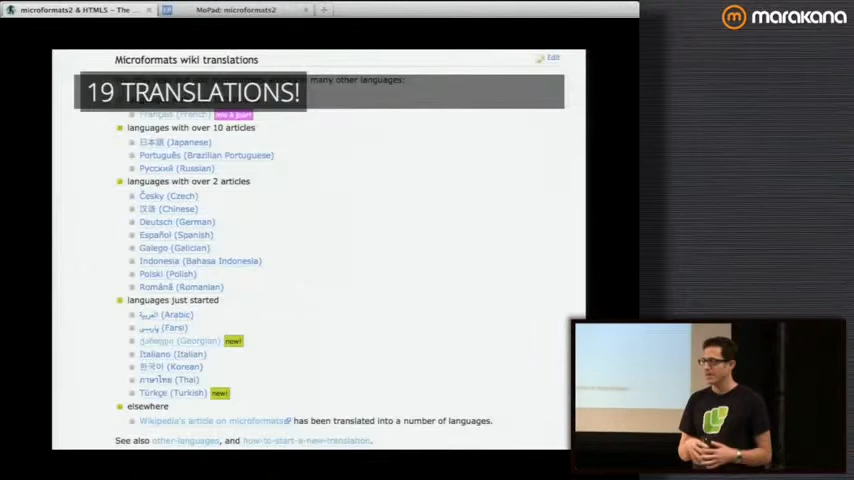 microformats2 & HTML5 – The ...
MoPad: microformats2
marakana
Microformats wiki translations
Edit
many other languages:
19 TRANSLATIONS!
Français (French)
languages with over 10 articles
日本語 (Japanese)
Português (Brazilian Portuguese)
Русский (Russian)
languages with over 2 articles
Česky (Czech)
汉语 (Chinese)
Deutsch (German)
Español (Spanish)
Galego (Galician)
Indonesia (Bahasa Indonesia)
Polski (Polish)
Română (Romanian)
languages just started
العربية (Arabic)
پارسی (Farsi)
ქართული (Georgian) new!
Italiano (Italian)
한국어 (Korean)
ภาษาไทย (Thai)
Türkçe (Turkish) new!
elsewhere
Wikipedia's article on microformats has been translated into a number of languages.
See also other-languages, and how-to-start-a-new-translation.